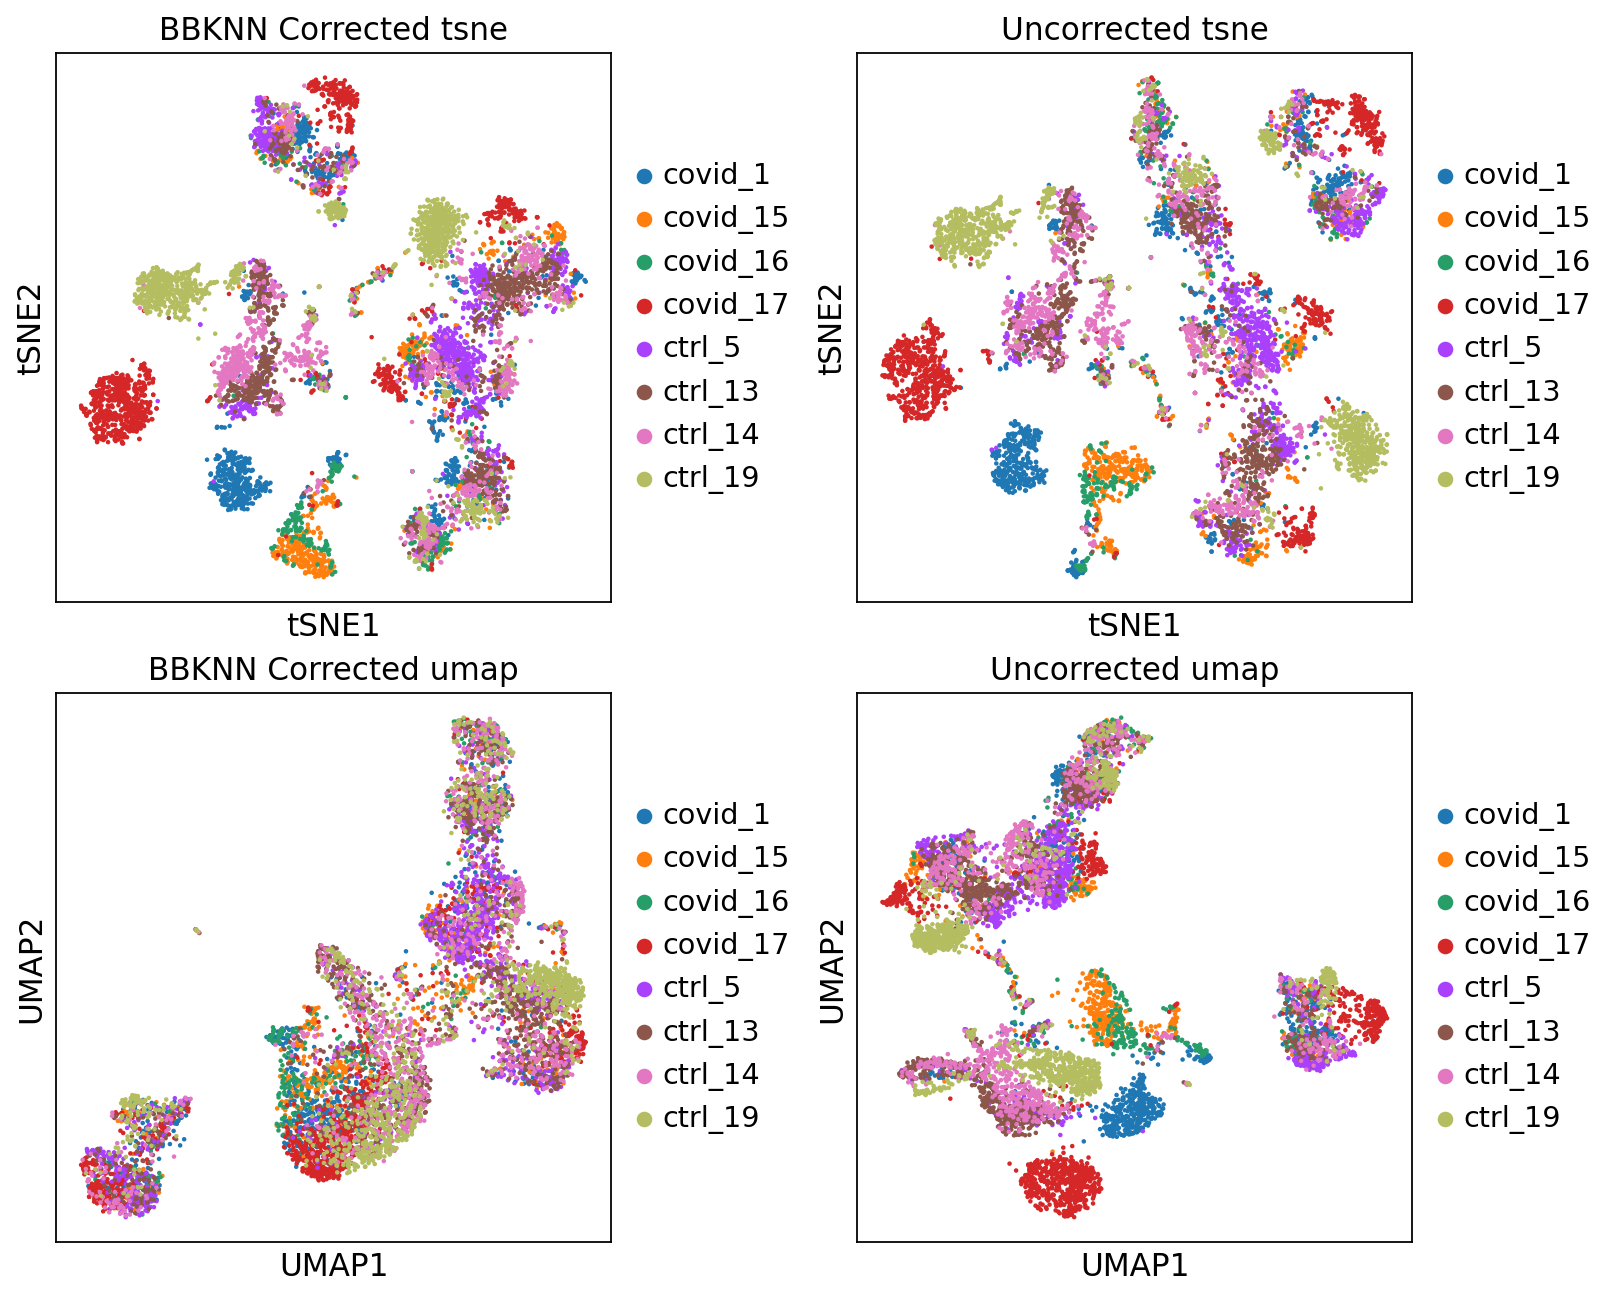 BBKNN Corrected tsne
tSNE2
tSNE1
covid_1
covid_15
covid_16
covid_17
ctrl_5
ctrl_13
ctrl_14
ctrl_19
Uncorrected tsne
tSNE2
tSNE1
covid_1
covid_15
covid_16
covid_17
ctrl_5
ctrl_13
ctrl_14
ctrl_19
BBKNN Corrected umap
UMAP2
UMAP1
covid_1
covid_15
covid_16
covid_17
ctrl_5
ctrl_13
ctrl_14
ctrl_19
Uncorrected umap
UMAP2
UMAP1
covid_1
covid_15
covid_16
covid_17
ctrl_5
ctrl_13
ctrl_14
ctrl_19